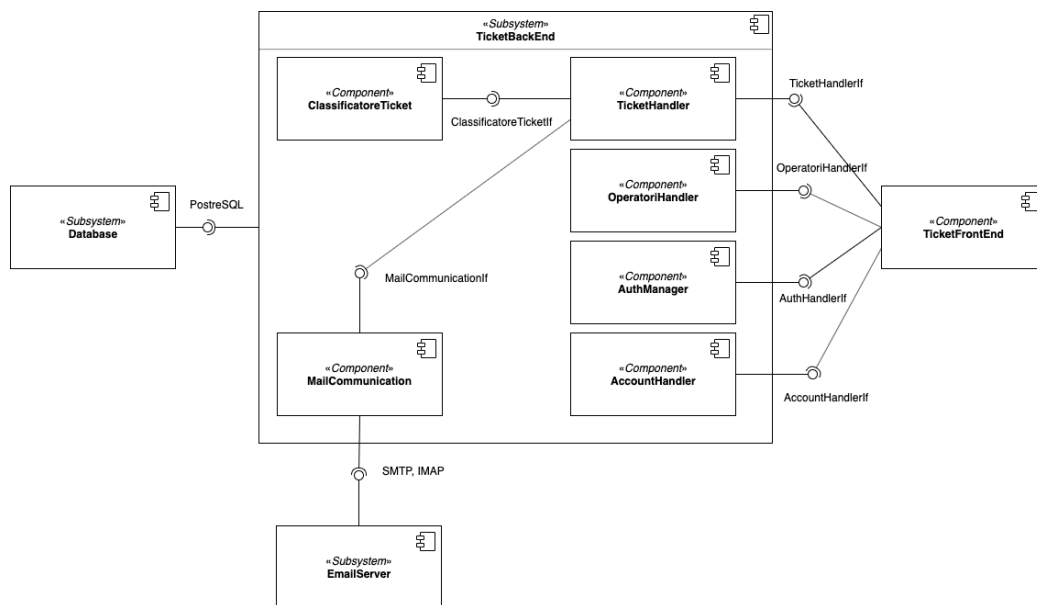 «Subsystem»
TicketBackEnd
«Component»
ClassificatoreTicket
ClassificatoreTicketIf
«Component»
TicketHandler
TicketHandlerIf
«Component»
OperatoriHandler
OperatoriHandlerIf
«Subsystem»
Database
PostreSQL
«Component»
TicketFrontEnd
«Component»
AuthManager
AuthHandlerIf
MailCommunicationIf
«Component»
MailCommunication
«Component»
AccountHandler
AccountHandlerIf
SMTP, IMAP
«Subsystem»
EmailServer